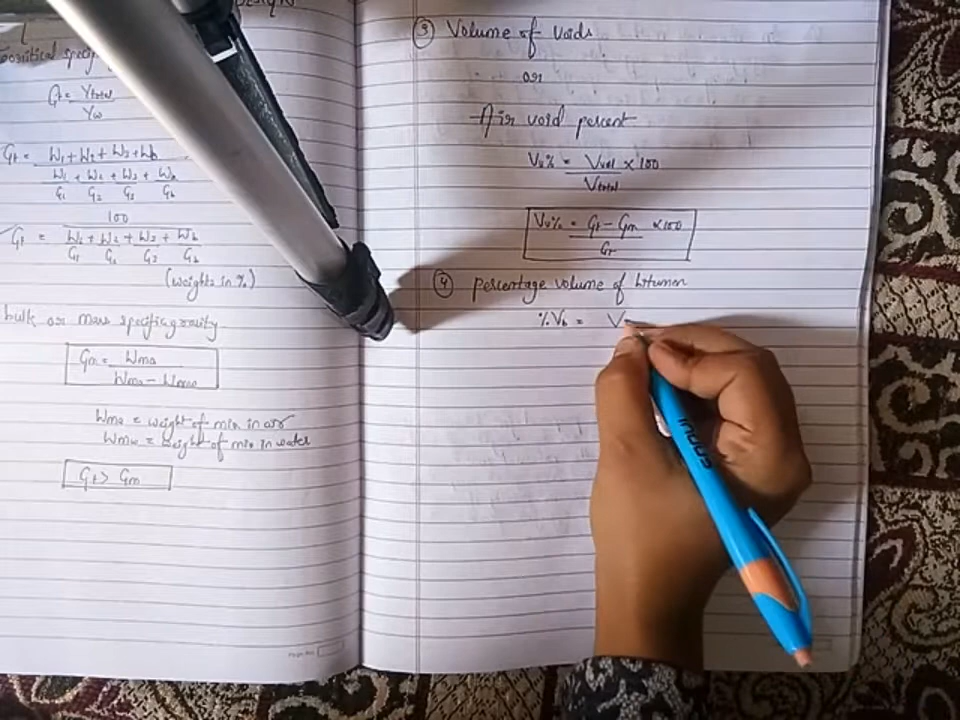 Design
Gt = γtotal / γw
Gt = W1 + W2 + W3 + Wb / W1/G1 + W2/G2 + W3/G3 + Wb/Gb
Gt = 100 / W1/G1 + W2/G2 + W3/G3 + Wb/Gb
(weights in %)
bulk or mass specific gravity
Gm = Wma / Wma - Wmw
Wma = weight of mix in air
Wmw = weight of mix in water
Gt > Gm
③ Volume of voids
or
Air void percent
Vv% = Vvoid / Vtotal × 100
Vv% = Gt - Gm / Gt × 100
④ percentage volume of bitumen
% Vb = V